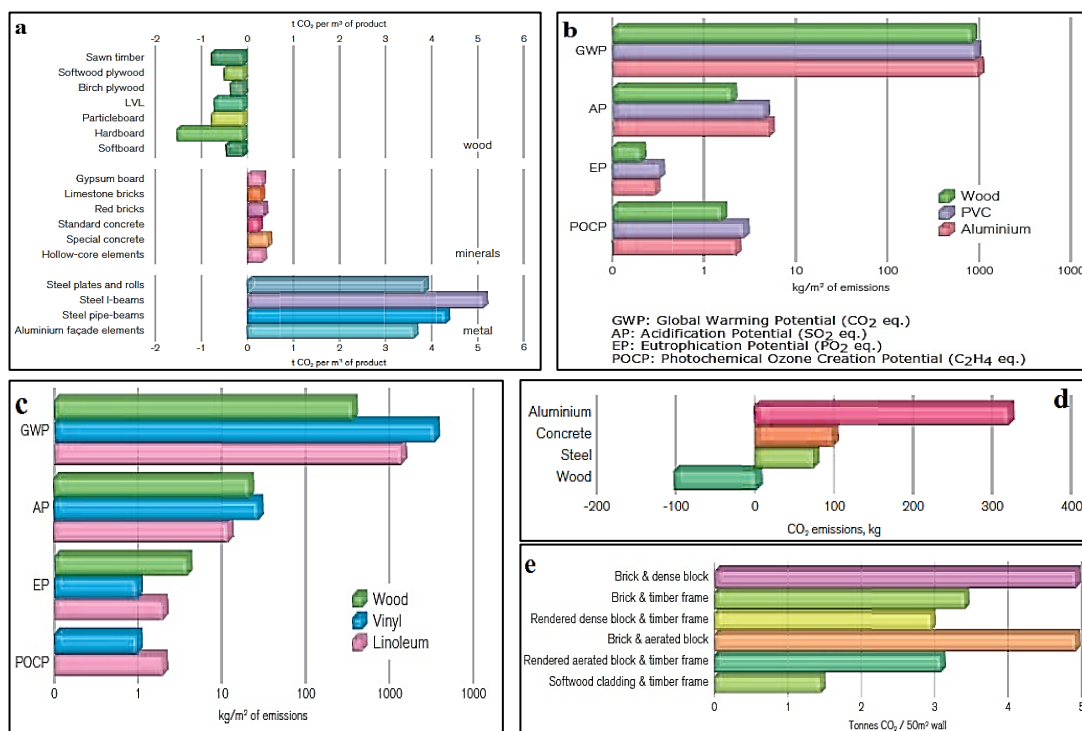 a
t CO2 per m³ of product
-2 -1 0 1 2 3 4 5 6
Sawn timber
Softwood plywood
Birch plywood
LVL
Particleboard
Hardboard
Softboard
wood
Gypsum board
Limestone bricks
Red bricks
Standard concrete
Special concrete
Hollow-core elements
minerals
Steel plates and rolls
Steel I-beams
Steel pipe-beams
Aluminium façade elements
metal
-2 -1 0 1 2 3 4 5 6
t CO2 per m³ of product
b
GWP
AP
EP
POCP
Wood
PVC
Aluminium
0 1 10 100 1000 1000
kg/m² of emissions
GWP: Global Warming Potential (CO2 eq.)
AP: Acidification Potential (SO2 eq.)
EP: Eutrophication Potential (PO2 eq.)
POCP: Photochemical Ozone Creation Potential (C2H4 eq.)
c
GWP
AP
EP
POCP
Wood
Vinyl
Linoleum
0 1 10 100 1000 1000
kg/m² of emissions
d
Aluminium
Concrete
Steel
Wood
-200 -100 0 100 200 300 400
CO2 emissions, kg
e
Brick & dense block
Brick & timber frame
Rendered dense block & timber frame
Brick & aerated block
Rendered aerated block & timber frame
Softwood cladding & timber frame
0 1 2 3 4 5
Tonnes CO2 / 50m² wall